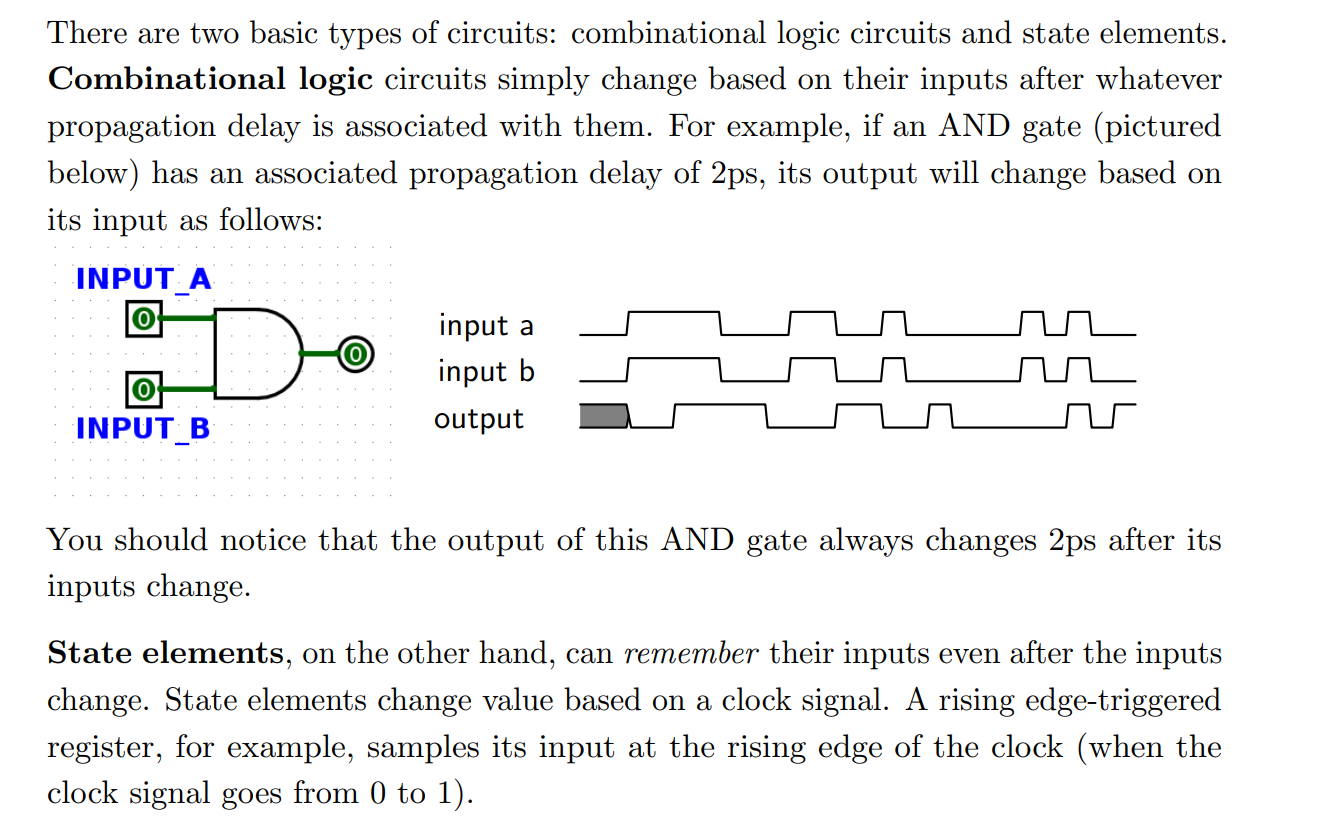 There are two basic types of circuits: combinational logic circuits and state elements.
Combinational logic circuits simply change based on their inputs after whatever
propagation delay is associated with them. For example, if an AND gate (pictured
below) has an associated propagation delay of 2ps, its output will change based on
its input as follows:
INPUT_A
0
0
0
INPUT_B
input a
input b
output
You should notice that the output of this AND gate always changes 2ps after its
inputs change.
State elements, on the other hand, can remember their inputs even after the inputs
change. State elements change value based on a clock signal. A rising edge-triggered
register, for example, samples its input at the rising edge of the clock (when the
clock signal goes from 0 to 1).